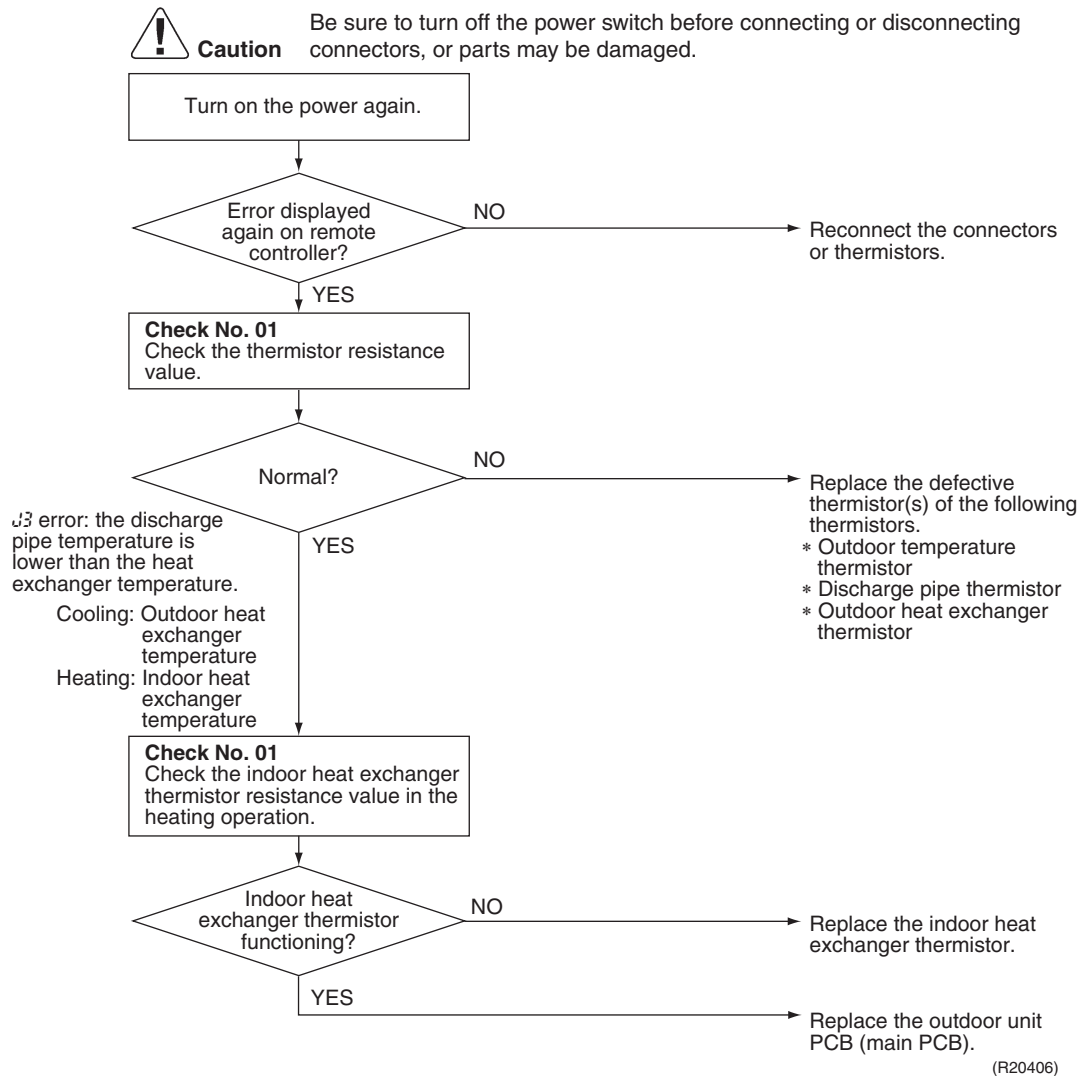 Be sure to turn off the power switch before connecting or disconnecting
Caution connectors, or parts may be damaged.
Turn on the power again.
Error displayed
again on remote
controller?
NO
Reconnect the connectors
or thermistors.
YES
Check No. 01
Check the thermistor resistance
value.
Normal?
NO
Replace the defective
thermistor(s) of the following
thermistors.
∗ Outdoor temperature
thermistor
∗ Discharge pipe thermistor
∗ Outdoor heat exchanger
thermistor
YES
J3 error: the discharge
pipe temperature is
lower than the heat
exchanger temperature.
Cooling: Outdoor heat
exchanger
temperature
Heating: Indoor heat
exchanger
temperature
Check No. 01
Check the indoor heat exchanger
thermistor resistance value in the
heating operation.
Indoor heat
exchanger thermistor
functioning?
NO
Replace the indoor heat
exchanger thermistor.
YES
Replace the outdoor unit
PCB (main PCB).
(R20406)